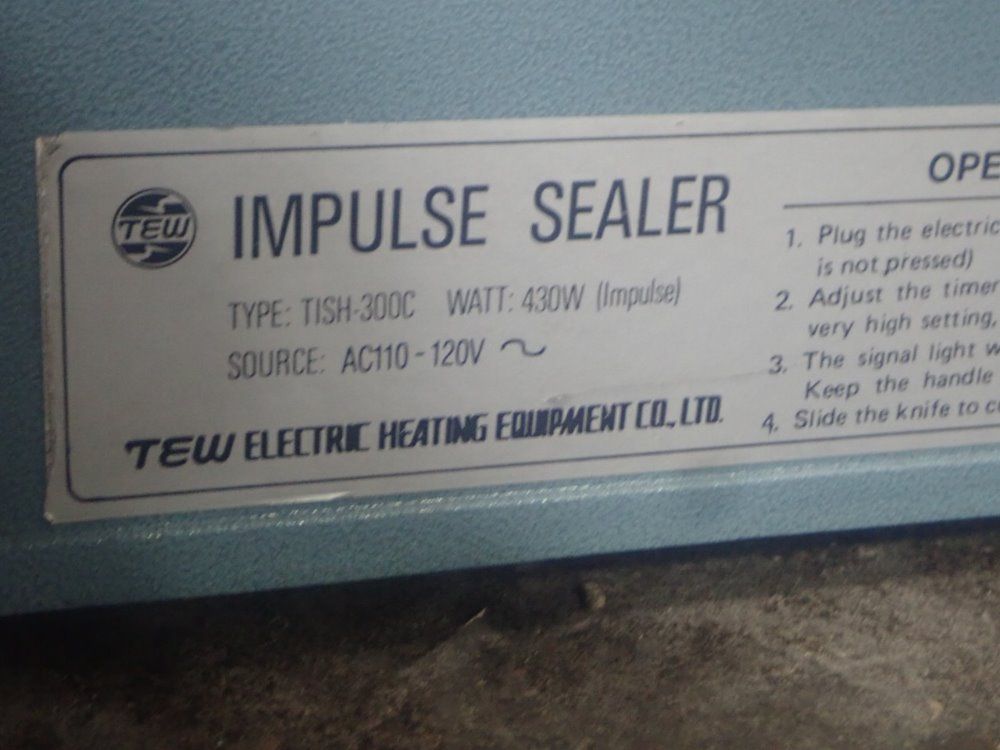 TEW
IMPULSE SEALER
TYPE: TISH-300C WATT: 430W (Impulse)
SOURCE: AC110-120V ~
TEW ELECTRIC HEATING EQUIPMENT CO., LTD.
OPE
1. Plug the electric
is not pressed)
2. Adjust the timer
very high setting,
3. The signal light w
Keep the handle
4. Slide the knife to c